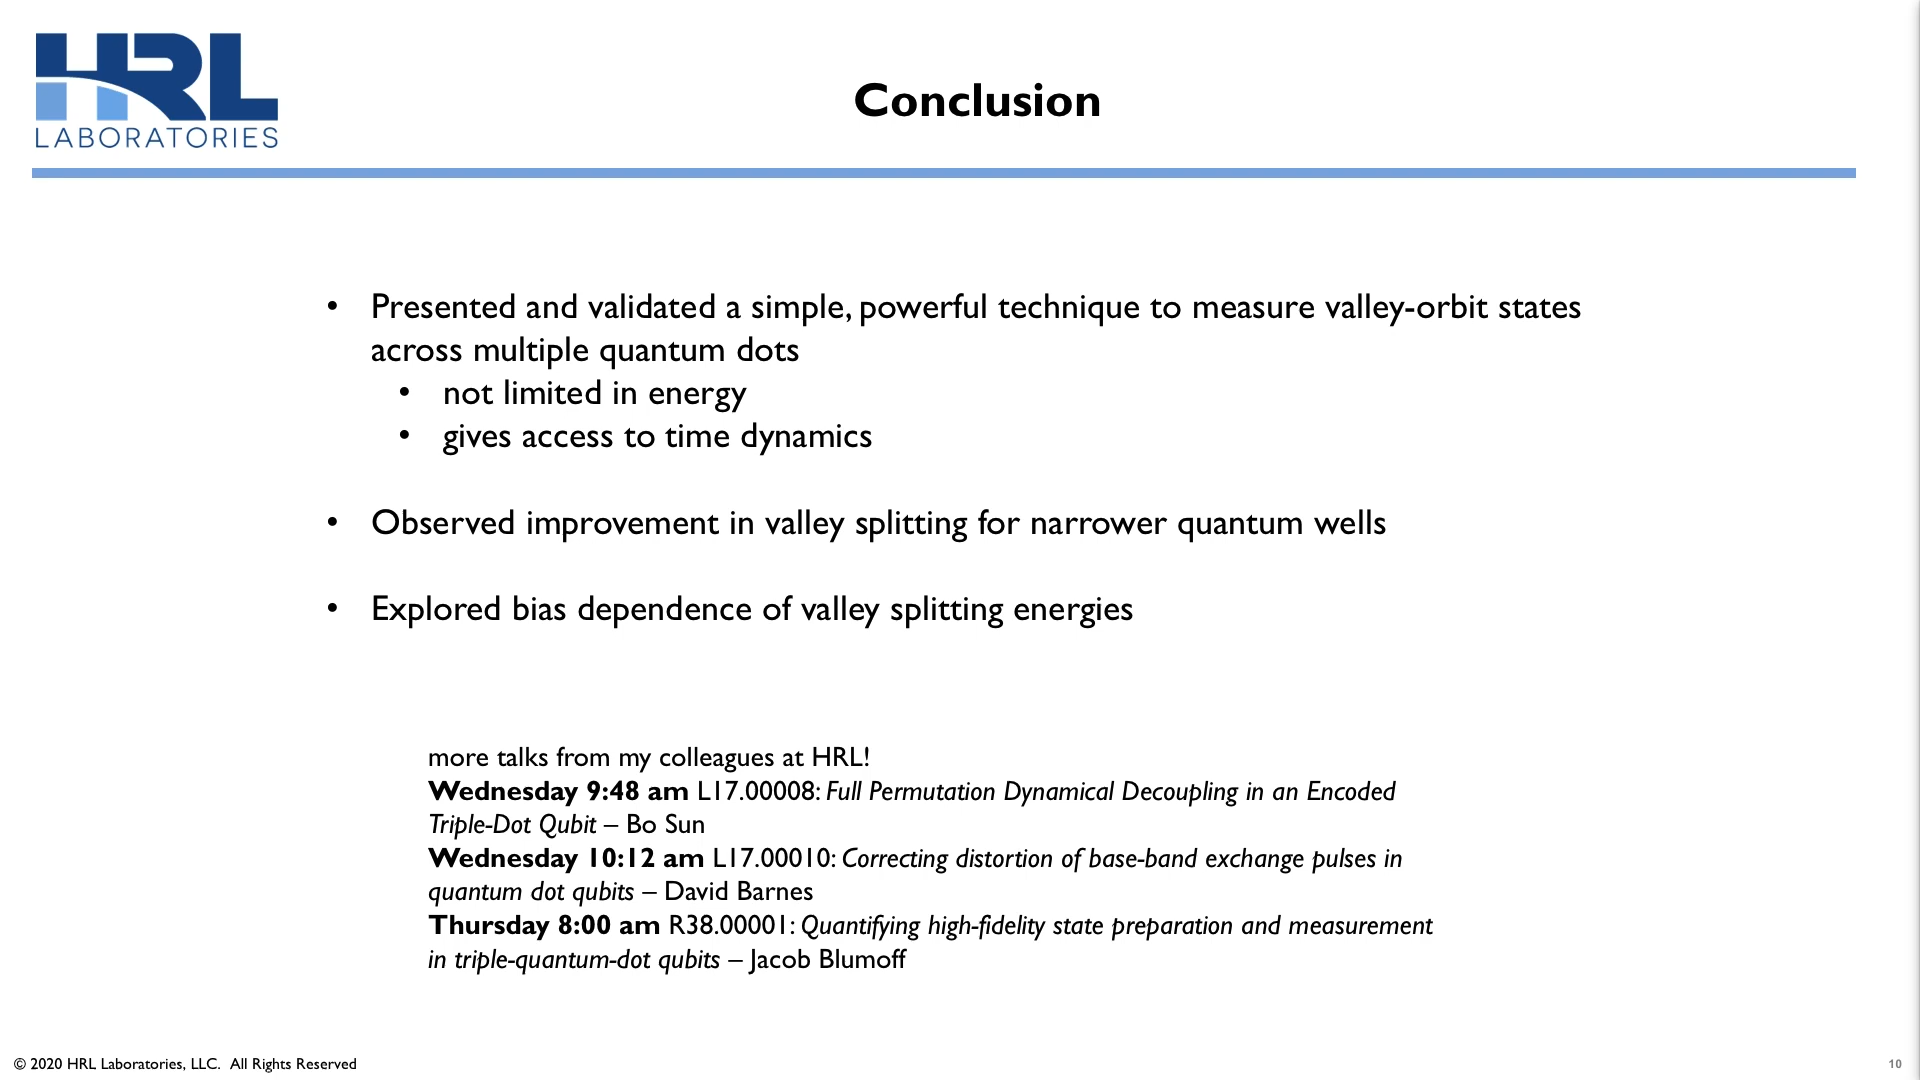 HRL
LABORATORIES
Conclusion
• Presented and validated a simple, powerful technique to measure valley-orbit states
across multiple quantum dots
• not limited in energy
• gives access to time dynamics
• Observed improvement in valley splitting for narrower quantum wells
• Explored bias dependence of valley splitting energies
more talks from my colleagues at HRL!
Wednesday 9:48 am L17.00008: Full Permutation Dynamical Decoupling in an Encoded
Triple-Dot Qubit – Bo Sun
Wednesday 10:12 am L17.00010: Correcting distortion of base-band exchange pulses in
quantum dot qubits – David Barnes
Thursday 8:00 am R38.00001: Quantifying high-fidelity state preparation and measurement
in triple-quantum-dot qubits – Jacob Blumoff
© 2020 HRL Laboratories, LLC. All Rights Reserved
10